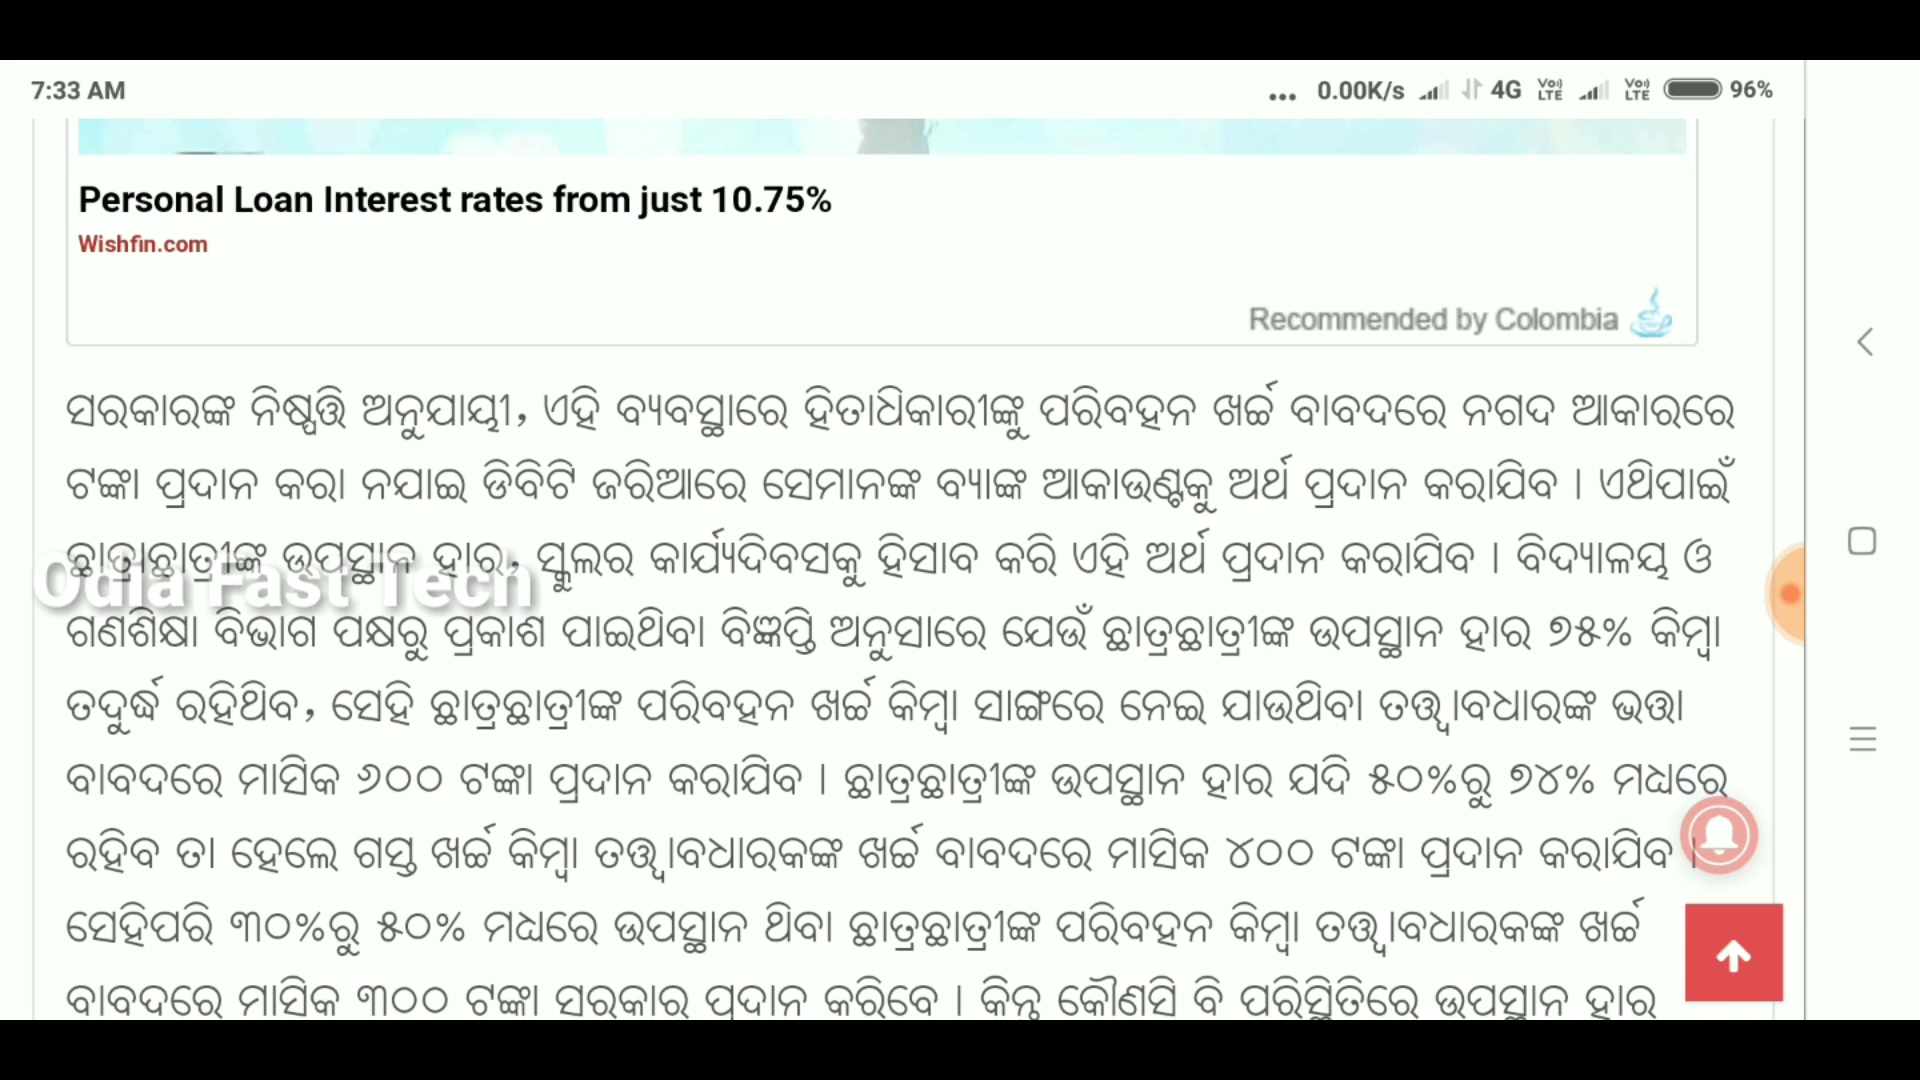 7:33 AM ... 0.00K/s 4G VoLTE VoLTE 96%
Personal Loan Interest rates from just 10.75%
Wishfin.com
Recommended by Colombia
ସରକାରଙ୍କ ନିଷ୍ପତ୍ତି ଅନୁଯାୟୀ, ଏହି ବ୍ୟବସ୍ଥାରେ ହିତାଧିକାରୀଙ୍କୁ ପରିବହନ ଖର୍ଚ୍ଚ ବାବଦରେ ନଗଦ ଆକାରରେ
ଟଙ୍କା ପ୍ରଦାନ କରା ନଯାଇ ଡିବିଟି ଜରିଆରେ ସେମାନଙ୍କ ବ୍ୟାଙ୍କ ଆକାଉଣ୍ଟକୁ ଅର୍ଥ ପ୍ରଦାନ କରାଯିବ । ଏଥିପାଇଁ
ଛାତ୍ରାଛାତ୍ରୀଙ୍କ ଉପସ୍ଥାନ ହାର, ସ୍କୁଲର କାର୍ଯ୍ୟଦିବସକୁ ହିସାବ କରି ଏହି ଅର୍ଥ ପ୍ରଦାନ କରାଯିବ । ବିଦ୍ୟାଳୟ ଓ
Odia Fast Tech
ଗଣଶିକ୍ଷା ବିଭାଗ ପକ୍ଷରୁ ପ୍ରକାଶ ପାଇଥିବା ବିଜ୍ଞପ୍ତି ଅନୁସାରେ ଯେଉଁ ଛାତ୍ରଛାତ୍ରୀଙ୍କ ଉପସ୍ଥାନ ହାର ୭୫% କିମ୍ବା
ତଦୁର୍ଦ୍ଧ୍ୱ ରହିଥିବ, ସେହି ଛାତ୍ରଛାତ୍ରୀଙ୍କ ପରିବହନ ଖର୍ଚ୍ଚ କିମ୍ବା ସାଙ୍ଗରେ ନେଇ ଯାଉଥିବା ତତ୍ତ୍ୱାବଧାରଙ୍କ ଭତ୍ତା
ବାବଦରେ ମାସିକ ୬୦୦ ଟଙ୍କା ପ୍ରଦାନ କରାଯିବ । ଛାତ୍ରଛାତ୍ରୀଙ୍କ ଉପସ୍ଥାନ ହାର ଯଦି ୫୦%ରୁ ୭୪% ମଧ୍ୟରେ
ରହିବ ତା ହେଲେ ଗସ୍ତ ଖର୍ଚ୍ଚ କିମ୍ବା ତତ୍ତ୍ୱାବଧାରକଙ୍କ ଖର୍ଚ୍ଚ ବାବଦରେ ମାସିକ ୪୦୦ ଟଙ୍କା ପ୍ରଦାନ କରାଯିବ ।
ସେହିପରି ୩୦%ରୁ ୫୦% ମଧ୍ୟରେ ଉପସ୍ଥାନ ଥିବା ଛାତ୍ରଛାତ୍ରୀଙ୍କ ପରିବହନ କିମ୍ବା ତତ୍ତ୍ୱାବଧାରକଙ୍କ ଖର୍ଚ୍ଚ
ବାବଦରେ ମାସିକ ୩୦୦ ଟଙ୍କା ସରକାର ପ୍ରଦାନ କରିବେ । କିନ୍ତୁ କୌଣସି ବି ପରିସ୍ଥିତିରେ ଉପସ୍ଥାନ ହାର